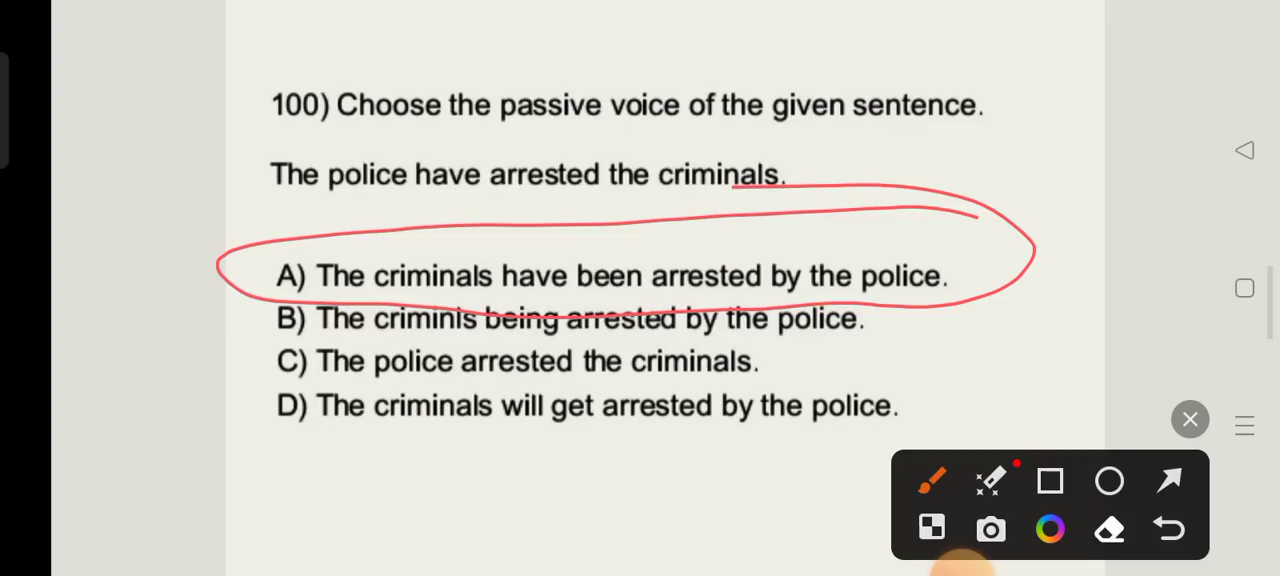 100) Choose the passive voice of the given sentence.
The police have arrested the criminals.
A) The criminals have been arrested by the police.
B) The criminls being arrested by the police.
C) The police arrested the criminals.
D) The criminals will get arrested by the police.